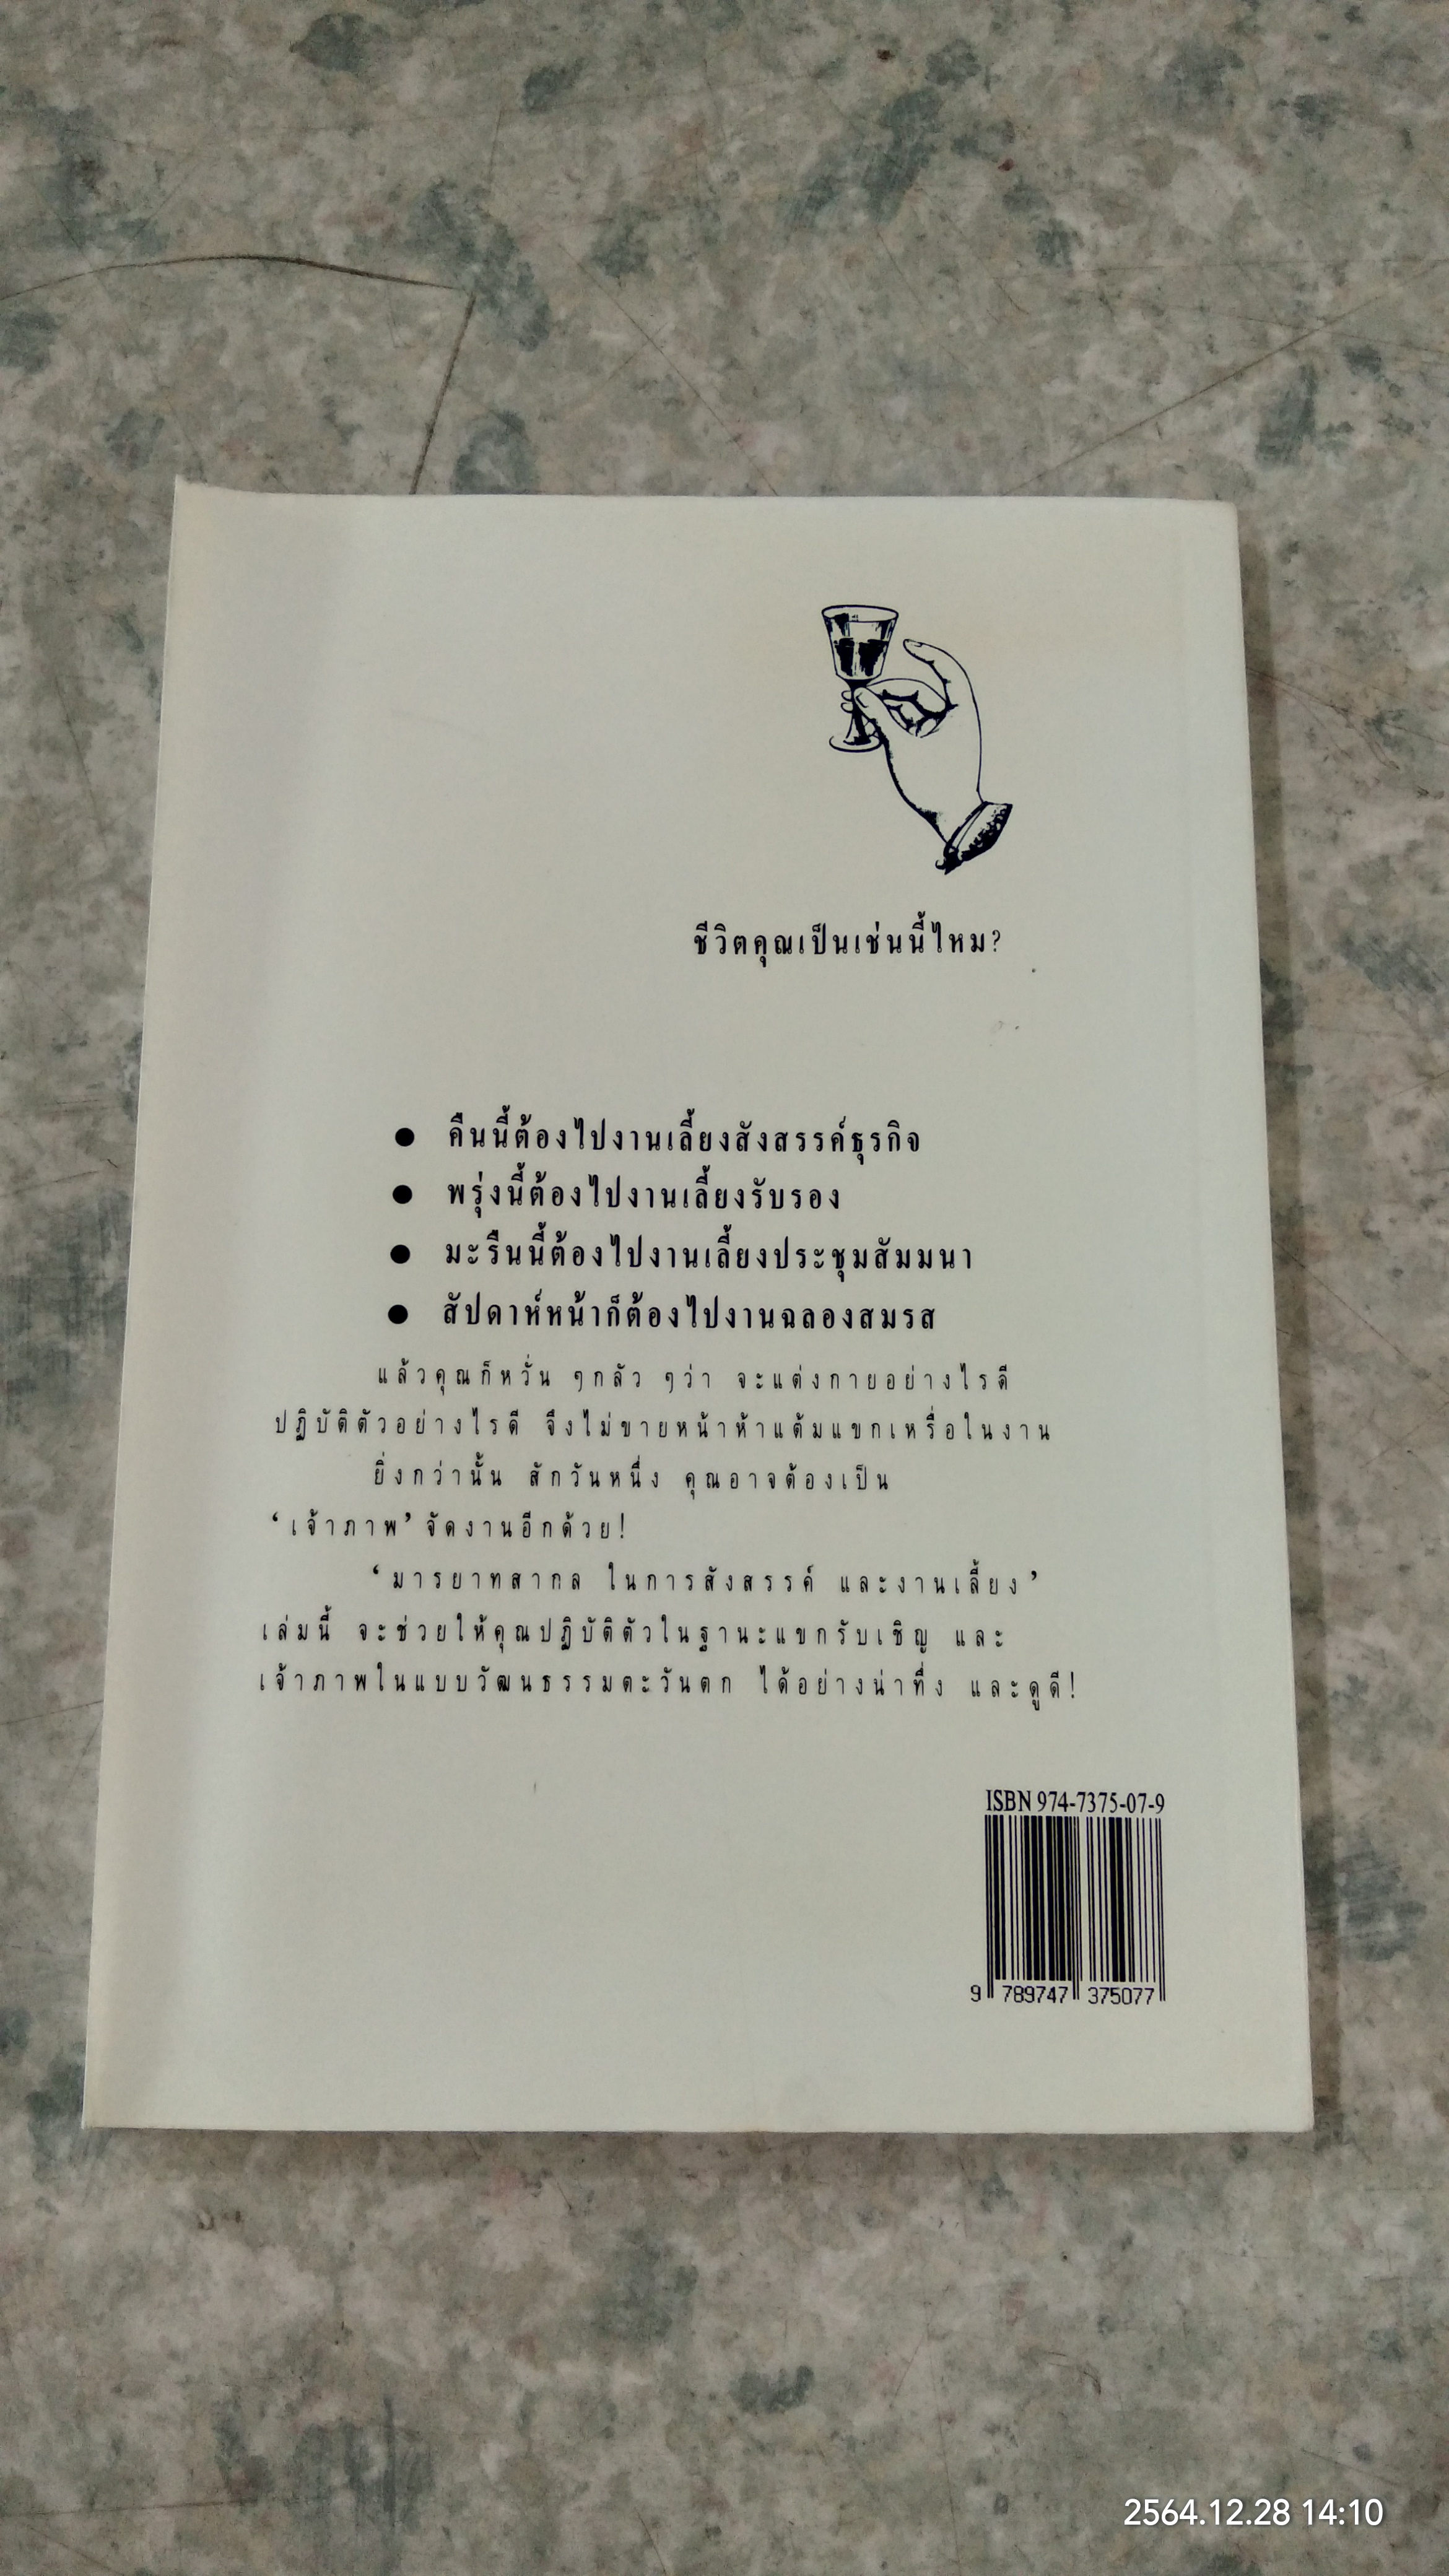 ชีวิตคุณเป็นเช่นนี้ไหม?
● คืนนี้ต้องไปงานเลี้ยงสังสรรค์ธุรกิจ
● พรุ่งนี้ต้องไปงานเลี้ยงรับรอง
● มะรืนนี้ต้องไปงานเลี้ยงประชุมสัมมนา
● สัปดาห์หน้าก็ต้องไปงานฉลองสมรส
แล้วคุณก็หวั่น ๆกลัว ๆว่า จะแต่งกายอย่างไรดี
ปฏิบัติตัวอย่างไรดี จึงไม่ขายหน้าห้าแต้มแขกเหรื่อในงาน
ยิ่งกว่านั้น สักวันหนึ่ง คุณอาจต้องเป็น
‘เจ้าภาพ’จัดงานอีกด้วย!
‘มารยาทสากล ในการสังสรรค์ และงานเลี้ยง’
เล่มนี้ จะช่วยให้คุณปฏิบัติตัวในฐานะแขกรับเชิญ และ
เจ้าภาพในแบบวัฒนธรรมตะวันตก ได้อย่างน่าทึ่ง และดูดี!
ISBN 974-7375-07-9
9 789747 375077
2564.12.28 14:10